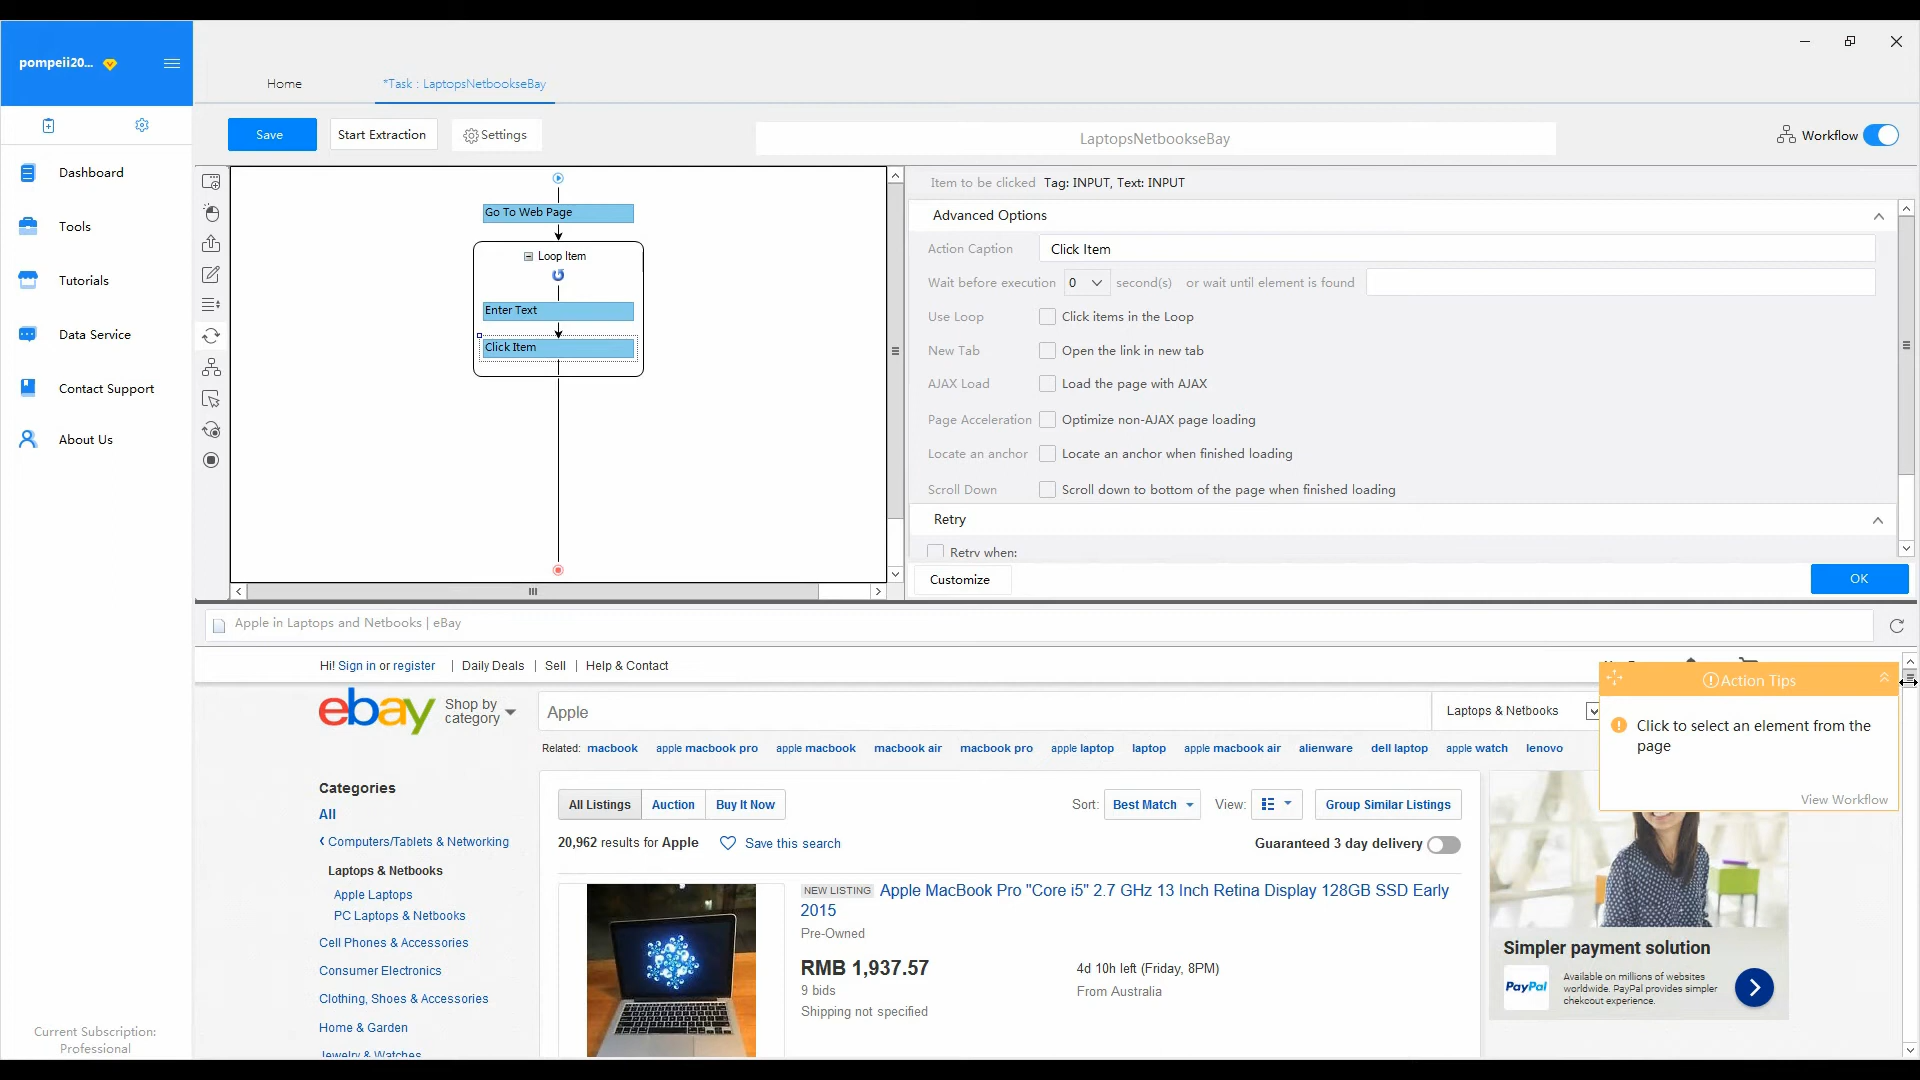 pompeii20...
Home
*Task : LaptopsNetbookseBay
Save
Start Extraction
Settings
LaptopsNetbookseBay
Workflow
Dashboard
Tools
Tutorials
Data Service
Contact Support
About Us
Current Subscription:
Professional
Go To Web Page
Loop Item
Enter Text
Click Item
Item to be clicked Tag: INPUT, Text: INPUT
Advanced Options
Action Caption Click Item
Wait before execution 0 second(s) or wait until element is found
Use Loop Click items in the Loop
New Tab Open the link in new tab
AJAX Load Load the page with AJAX
Page Acceleration Optimize non-AJAX page loading
Locate an anchor Locate an anchor when finished loading
Scroll Down Scroll down to bottom of the page when finished loading
Retry
Retry when:
Customize
OK
Apple in Laptops and Netbooks | eBay
Hi! Sign in or register | Daily Deals | Sell | Help & Contact
ebay
Shop by
category
Apple
Laptops & Netbooks
Related: macbook apple macbook pro apple macbook macbook air macbook pro apple laptop laptop apple macbook air alienware dell laptop apple watch lenovo
Action Tips
Click to select an element from the
page
View Workflow
Categories
All
Computers/Tablets & Networking
Laptops & Netbooks
Apple Laptops
PC Laptops & Netbooks
Cell Phones & Accessories
Consumer Electronics
Clothing, Shoes & Accessories
Home & Garden
Jewelry & Watches
All Listings Auction Buy It Now
Sort: Best Match View: Group Similar Listings
20,962 results for Apple Save this search
Guaranteed 3 day delivery
NEW LISTING Apple MacBook Pro "Core i5" 2.7 GHz 13 Inch Retina Display 128GB SSD Early
2015
Pre-Owned
RMB 1,937.57
9 bids
Shipping not specified
4d 10h left (Friday, 8PM)
From Australia
Simpler payment solution
PayPal
Available on millions of websites
worldwide. PayPal provides simpler
chekcout experience.